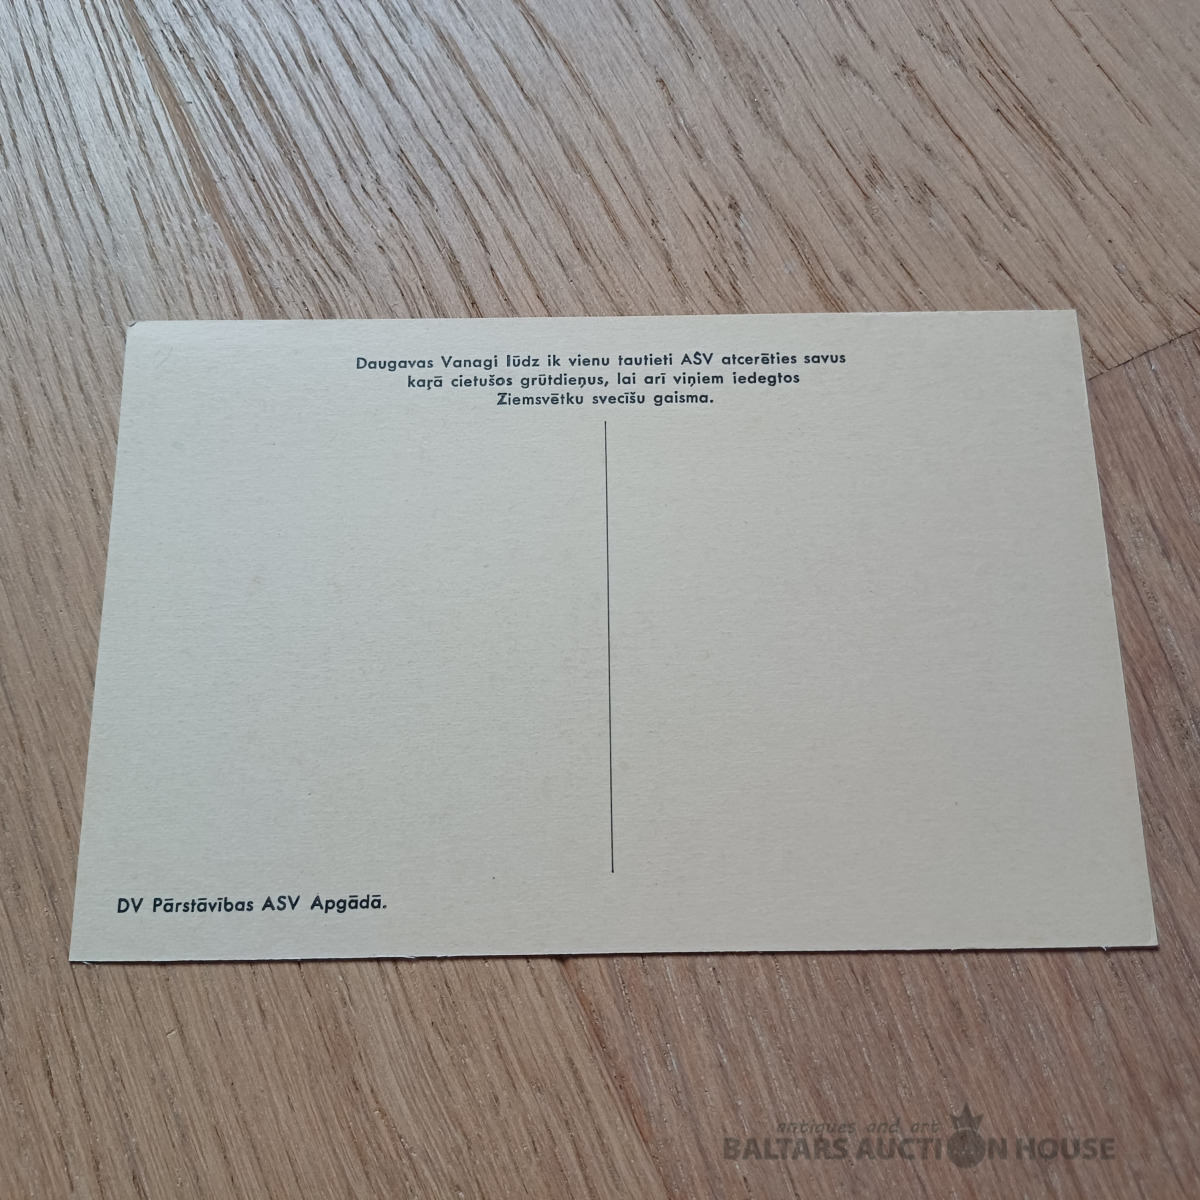 Daugavas Vanagi lūdz ik vienu tautieti AŠV atcerēties savus
kaŗā cietušos grūtdieņus, lai arī viņiem iedegtos
Ziemsvētku svecīšu gaisma.
DV Pārstāvības ASV Apgādā.
antiques and art
BALTARS AUCTION HOUSE